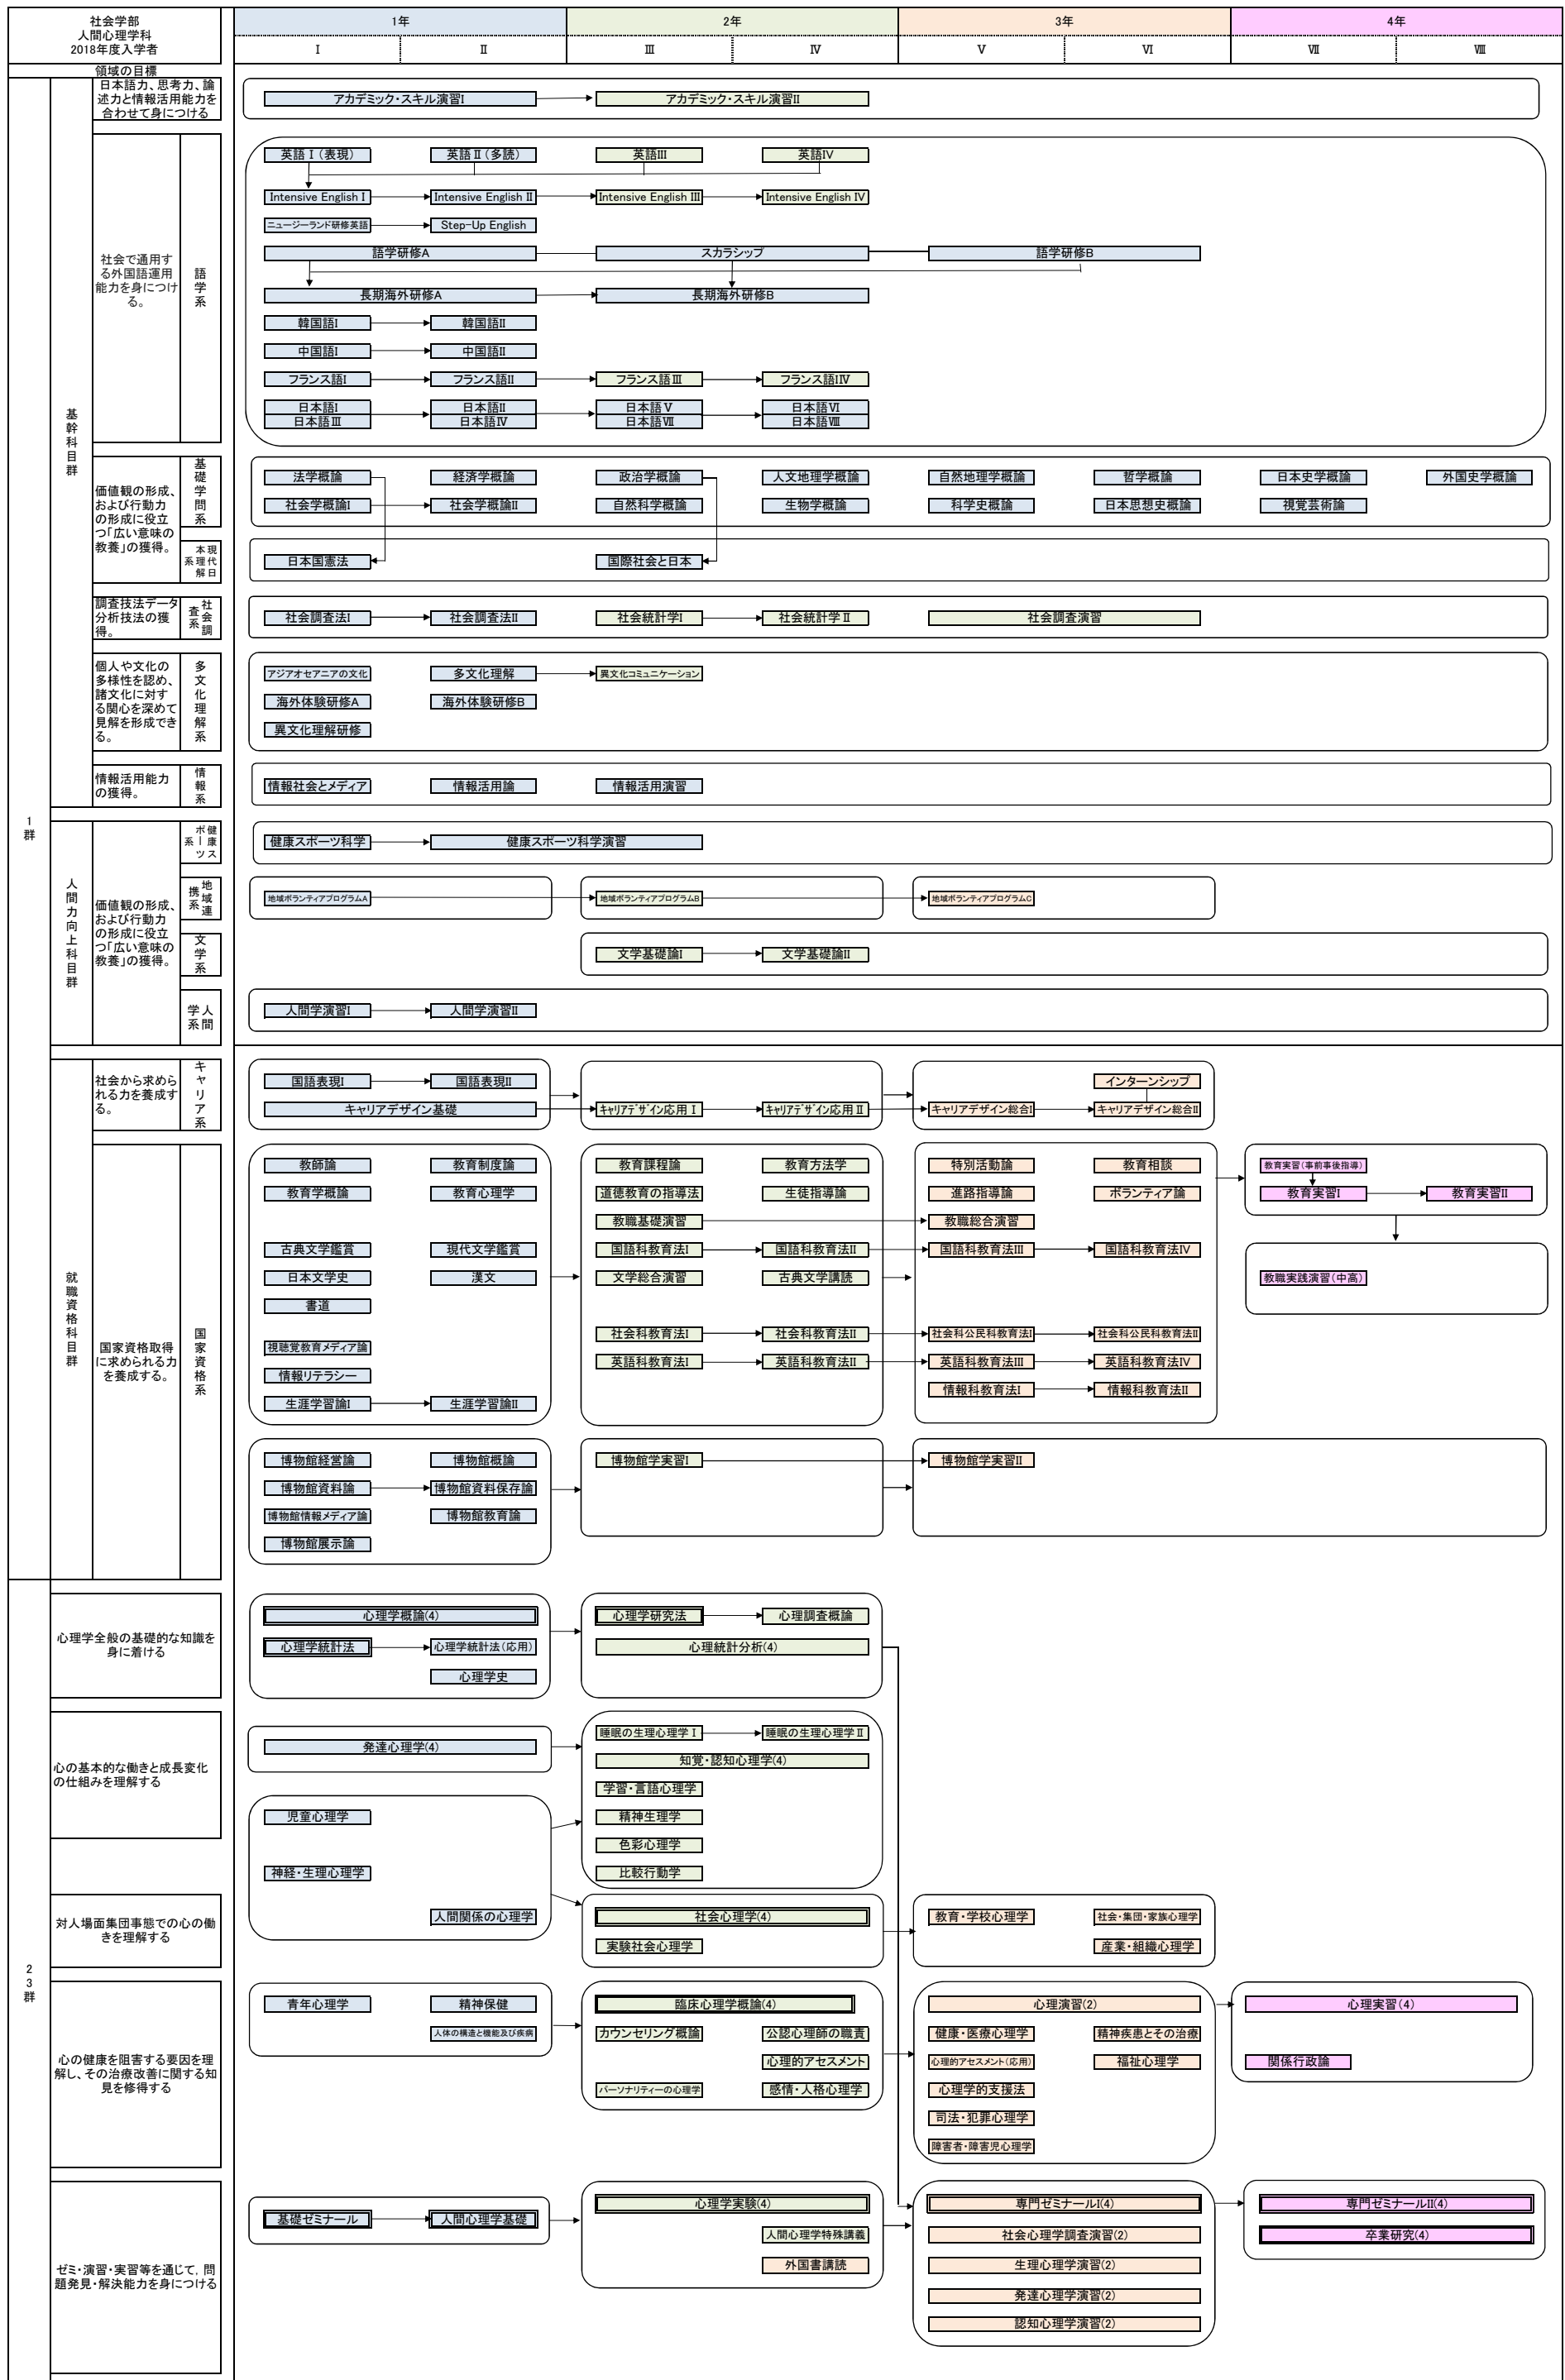 社会学部
人間心理学科
2018年度入学者
1年
2年
3年
4年
Ⅰ
Ⅱ
Ⅲ
Ⅳ
Ⅴ
Ⅵ
Ⅶ
Ⅷ
領域の目標
1群
基幹科目群
日本語力、思考力、論
述力と情報活用能力を
合わせて身につける
アカデミック・スキル演習I
アカデミック・スキル演習II
社会で通用す
る外国語運用
能力を身につけ
る。
語学系
英語Ⅰ（表現）
英語Ⅱ（多読）
英語III
英語IV
Intensive English I
Intensive English II
Intensive English III
Intensive English IV
ニュージーランド研修英語
Step-Up English
語学研修A
スカラシップ
語学研修B
長期海外研修A
長期海外研修B
韓国語I
韓国語II
中国語I
中国語II
フランス語I
フランス語II
フランス語Ⅲ
フランス語IV
日本語I
日本語II
日本語Ⅴ
日本語Ⅵ
日本語Ⅲ
日本語Ⅳ
日本語Ⅶ
日本語Ⅷ
価値観の形成、
および行動力
の形成に役立
つ「広い意味の
教養」の獲得。
基礎学問系
法学概論
経済学概論
政治学概論
人文地理学概論
自然地理学概論
哲学概論
日本史学概論
外国史学概論
社会学概論I
社会学概論II
自然科学概論
生物学概論
科学史概論
日本思想史概論
視覚芸術論
現代日本理解系
日本国憲法
国際社会と日本
調査技法データ
分析技法の獲
得。
社会調査系
社会調査法I
社会調査法II
社会統計学I
社会統計学Ⅱ
社会調査演習
個人や文化の
多様性を認め、
諸文化に対す
る関心を深めて
見解を形成でき
る。
多文化理解系
アジアオセアニアの文化
多文化理解
異文化コミュニケーション
海外体験研修A
海外体験研修B
異文化理解研修
情報活用能力
の獲得。
情報系
情報社会とメディア
情報活用論
情報活用演習
人間力向上科目群
価値観の形成、
および行動力
の形成に役立
つ「広い意味の
教養」の獲得。
健康スポーツ系
健康スポーツ科学
健康スポーツ科学演習
地域連携系
地域ボランティアプログラムA
地域ボランティアプログラムB
地域ボランティアプログラムC
文学系
文学基礎論I
文学基礎論II
人間学系
人間学演習I
人間学演習II
就職資格科目群
社会から求めら
れる力を養成す
る。
キャリア系
国語表現I
国語表現II
インターンシップ
キャリアデザイン基礎
キャリアデザイン応用Ⅰ
キャリアデザイン応用Ⅱ
キャリアデザイン総合I
キャリアデザイン総合II
国家資格取得
に求められる力
を養成する。
国家資格系
教師論
教育制度論
教育課程論
教育方法学
特別活動論
教育相談
教育実習（事前事後指導）
教育学概論
教育心理学
道徳教育の指導法
生徒指導論
進路指導論
ボランティア論
教育実習I
教育実習II
教職基礎演習
教職総合演習
古典文学鑑賞
現代文学鑑賞
国語科教育法I
国語科教育法II
国語科教育法III
国語科教育法IV
日本文学史
漢文
文学総合演習
古典文学講読
教職実践演習（中高）
書道
社会科教育法I
社会科教育法II
社会科公民科教育法I
社会科公民科教育法II
視聴覚教育メディア論
英語科教育法I
英語科教育法II
英語科教育法III
英語科教育法IV
情報リテラシー
情報科教育法I
情報科教育法II
生涯学習論I
生涯学習論II
博物館経営論
博物館概論
博物館学実習I
博物館学実習II
博物館資料論
博物館資料保存論
博物館情報メディア論
博物館教育論
博物館展示論
23群
心理学全般の基礎的な知識を
身に着ける
心理学概論(4)
心理学研究法
心理調査概論
心理学統計法
心理学統計法（応用）
心理統計分析(4)
心理学史
心の基本的な働きと成長変化
の仕組みを理解する
発達心理学(4)
睡眠の生理心理学Ⅰ
睡眠の生理心理学Ⅱ
知覚・認知心理学(4)
学習・言語心理学
児童心理学
精神生理学
色彩心理学
神経・生理心理学
比較行動学
対人場面集団事態での心の働
きを理解する
人間関係の心理学
社会心理学(4)
教育・学校心理学
社会・集団・家族心理学
実験社会心理学
産業・組織心理学
心の健康を阻害する要因を理
解し、その治療改善に関する知
見を修得する
青年心理学
精神保健
臨床心理学概論(4)
心理演習(2)
心理実習(4)
人体の構造と機能及び疾病
カウンセリング概論
公認心理師の職責
健康・医療心理学
精神疾患とその治療
心理的アセスメント
心理的アセスメント（応用）
福祉心理学
関係行政論
パーソナリティーの心理学
感情・人格心理学
心理学的支援法
司法・犯罪心理学
障害者・障害児心理学
ゼミ・演習・実習等を通じて，問
題発見・解決能力を身につける
基礎ゼミナール
人間心理学基礎
心理学実験(4)
専門ゼミナールI(4)
専門ゼミナールII(4)
人間心理学特殊講義
社会心理学調査演習(2)
卒業研究(4)
外国書講読
生理心理学演習(2)
発達心理学演習(2)
認知心理学演習(2)